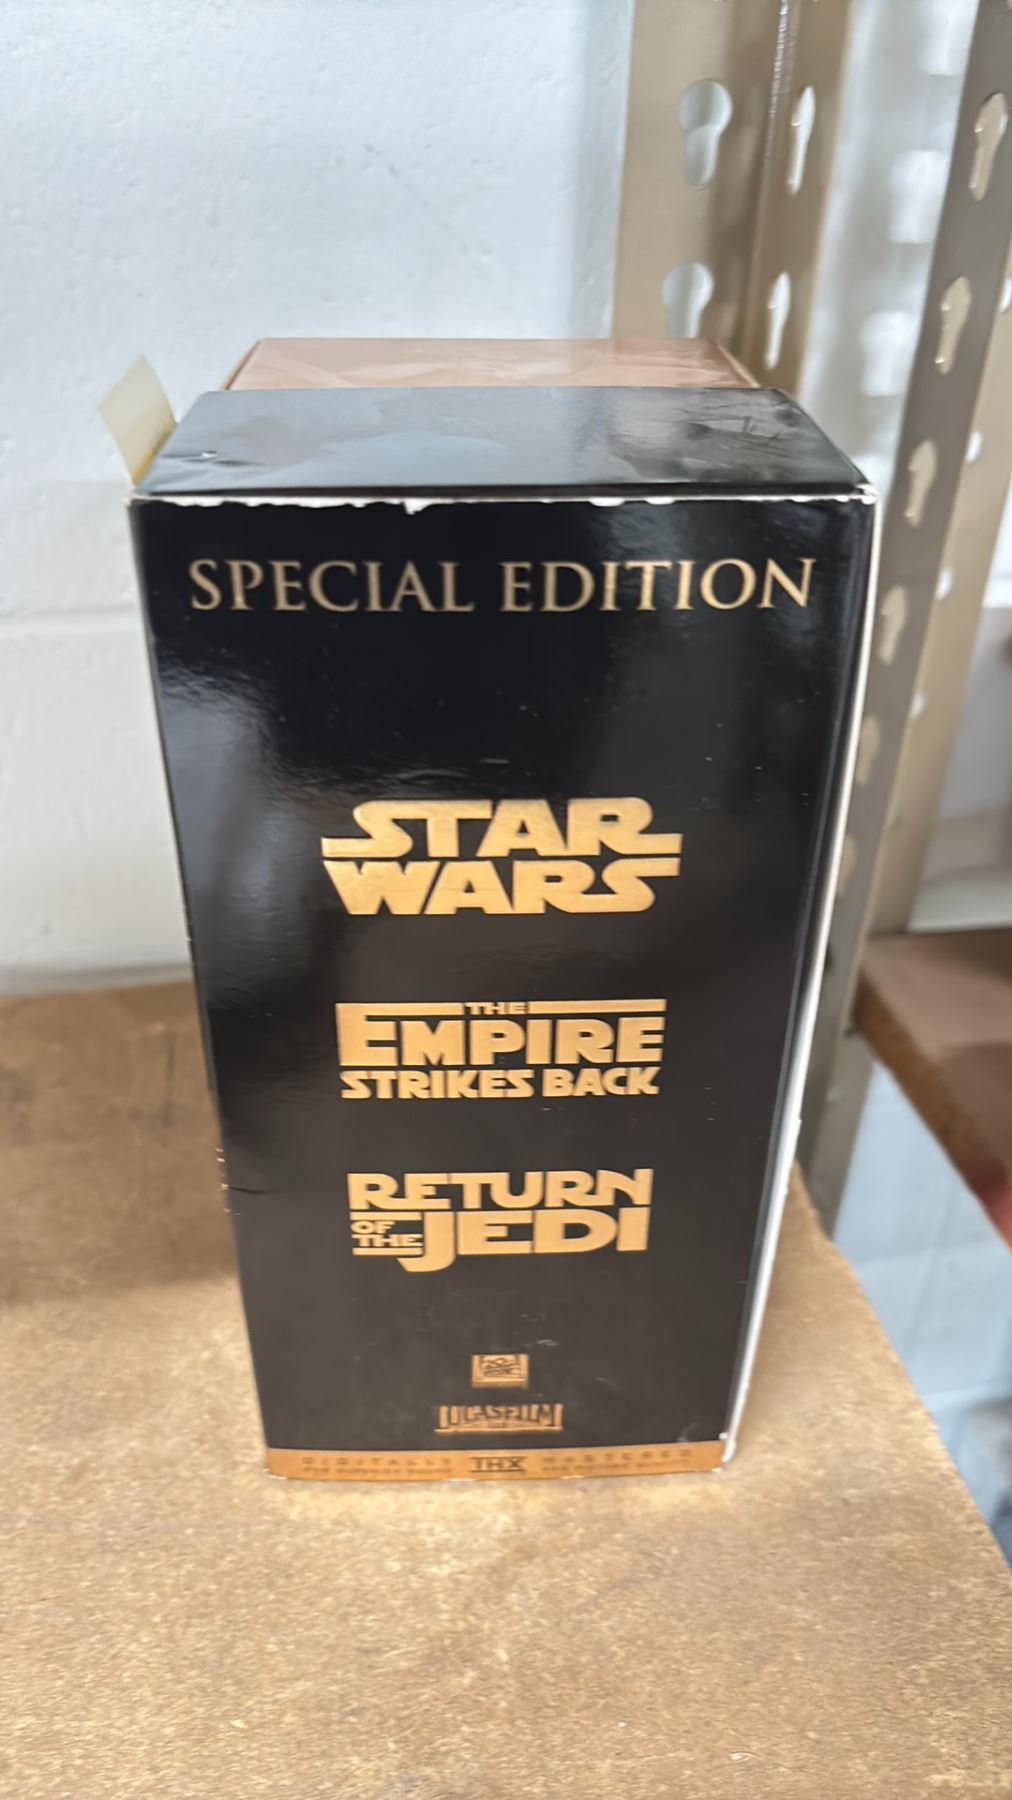 SPECIAL EDITION
STAR
WARS
THE
EMPIRE
STRIKES BACK
RETURN
OF THE JEDI
LUCASFILM
DIGITALLY THX MASTERED